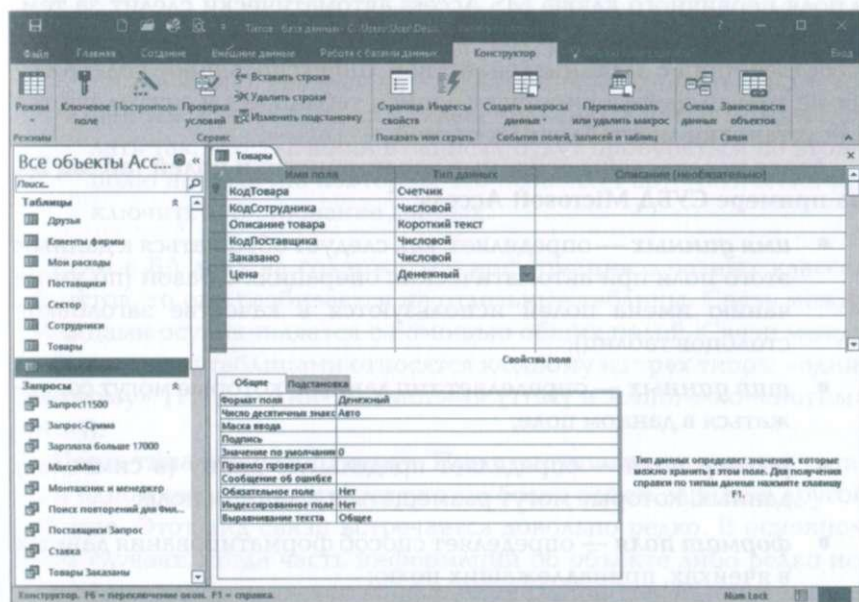 Файл Главная Создание Внешние данные Работа с базами данных Конструктор Вход
Режим
Ключевое поле
Построитель
Проверка условий
Вставить строки
Удалить строки
Изменить подстановку
Страница свойств
Индексы
Создать макросы данных
Переименовать или удалить макрос
Схема данных
Зависимости объектов
Режимы Сервис Показать или скрыть События полей, записей и таблиц Связи
Все объекты Acc...
Поиск...
Таблицы
Друзья
Клиенты фирмы
Мои расходы
Поставщики
Сектор
Сотрудники
Товары
Запросы
Запрос11500
Запрос-Сумма
Зарплата больше 17000
МаксиМин
Монтажник и менеджер
Поиск повторений для Фи...
Поставщики Запрос
Ставка
Товары Заказаны
Товары
Имя поля Тип данных Описание (необязательно)
КодТовара Счетчик
КодСотрудника Числовой
Описание товара Короткий текст
КодПоставщика Числовой
Заказано Числовой
Цена Денежный
Свойства поля
Общие Подстановка
Формат поля Денежный
Число десятичных знаков Авто
Маска ввода
Подпись
Значение по умолчанию 0
Правило проверки
Сообщение об ошибке
Обязательное поле Нет
Индексированное поле Нет
Выравнивание текста Общее
Тип данных определяет значения, которые
можно хранить в этом поле. Для получения
справки по типам данных нажмите клавишу
F1.
Конструктор. F6 = переключение окон. F1 = справка. Num Lock